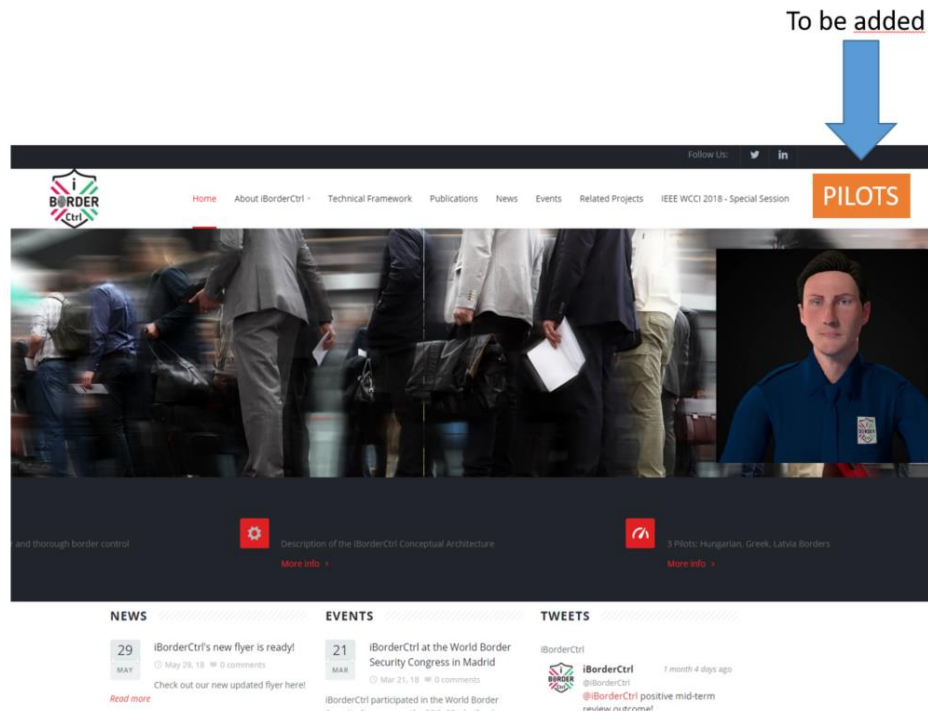 To be added
Follow Us:
in
i
BORDER
Ctrl
Home About iBorderCtrl Technical Framework Publications News Events Related Projects IEEE WCCI 2018 - Special Session
PILOTS
r and thorough border control
Description of the iBorderCtrl Conceptual Architecture
More info
3 Pilots: Hungarian, Greek, Latvia Borders
More info
NEWS
29
MAY
iBorderCtrl's new flyer is ready!
May 29, 18 0 comments
Check out our new updated flyer here!
Read more
EVENTS
21
MAR
iBorderCtrl at the World Border
Security Congress in Madrid
Mar 21, 18 0 comments
iBorderCtrl participated in the World Border
TWEETS
iBorderCtrl
BORDER
iBorderCtrl 1 month 4 days ago
@iBorderCtrl
@iBorderCtrl positive mid-term
review outcome!